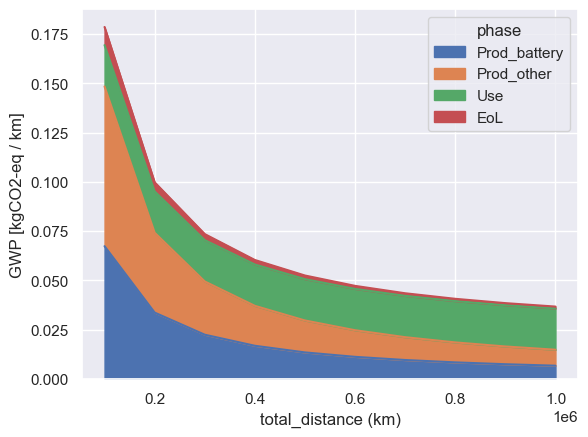 phase
Prod_battery
Prod_other
Use
EoL
GWP [kgCO2-eq / km]
0.175
0.150
0.125
0.100
0.075
0.050
0.025
0.000
0.2 0.4 0.6 0.8 1.0
1e6
total_distance (km)